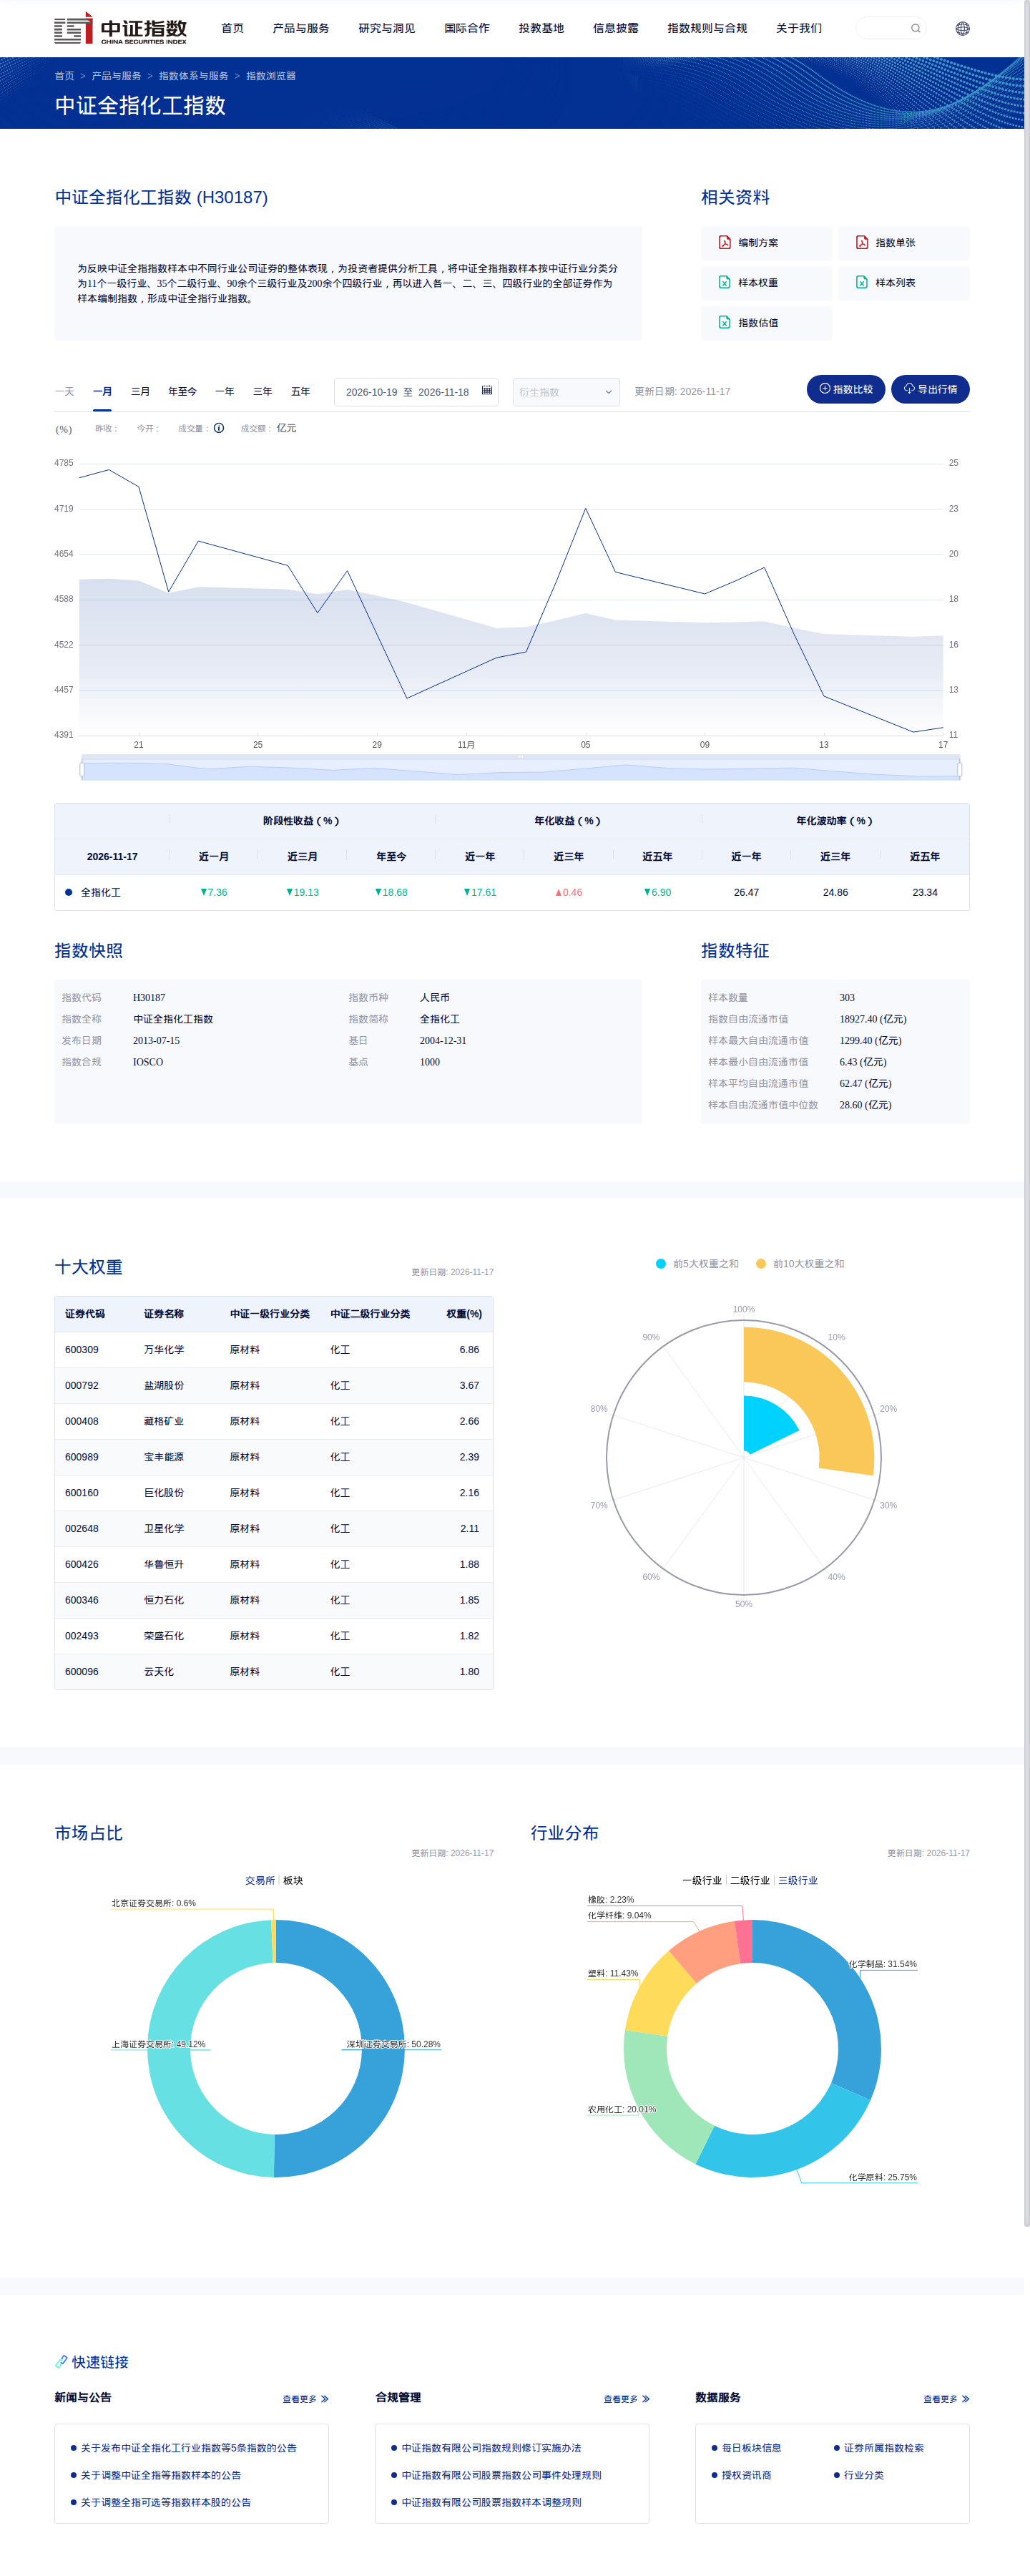 中证指数
CHINA SECURITIES INDEX
首页 产品与服务 研究与洞见 国际合作 投教基地 信息披露 指数规则与合规 关于我们
首页 > 产品与服务 > 指数体系与服务 > 指数浏览器
中证全指化工指数
中证全指化工指数 (H30187)
为反映中证全指指数样本中不同行业公司证券的整体表现，为投资者提供分析工具，将中证全指指数样本按中证行业分类分
为11个一级行业、35个二级行业、90余个三级行业及200余个四级行业，再以进入各一、二、三、四级行业的全部证券作为
样本编制指数，形成中证全指行业指数。
相关资料
编制方案 指数单张
样本权重 样本列表
指数估值
一天 一月 三月 年至今 一年 三年 五年 2026-10-19 至 2026-11-18 衍生指数 更新日期: 2026-11-17 指数比较 导出行情
(%) 昨收： 今开： 成交量： 成交额： 亿元
4785 25
4719 23
4654 20
4588 18
4522 16
4457 13
4391 11
21 25 29 11月 05 09 13 17
阶段性收益（%） 年化收益（%） 年化波动率（%）
2026-11-17 近一月 近三月 年至今 近一年 近三年 近五年 近一年 近三年 近五年
全指化工 ▼7.36 ▼19.13 ▼18.68 ▼17.61 ▲0.46 ▼6.90 26.47 24.86 23.34
指数快照
指数代码 H30187 指数币种 人民币
指数全称 中证全指化工指数 指数简称 全指化工
发布日期 2013-07-15 基日 2004-12-31
指数合规 IOSCO 基点 1000
指数特征
样本数量 303
指数自由流通市值 18927.40 (亿元)
样本最大自由流通市值 1299.40 (亿元)
样本最小自由流通市值 6.43 (亿元)
样本平均自由流通市值 62.47 (亿元)
样本自由流通市值中位数 28.60 (亿元)
十大权重
更新日期: 2026-11-17
证券代码 证券名称 中证一级行业分类 中证二级行业分类 权重(%)
600309 万华化学 原材料 化工 6.86
000792 盐湖股份 原材料 化工 3.67
000408 藏格矿业 原材料 化工 2.66
600989 宝丰能源 原材料 化工 2.39
600160 巨化股份 原材料 化工 2.16
002648 卫星化学 原材料 化工 2.11
600426 华鲁恒升 原材料 化工 1.88
600346 恒力石化 原材料 化工 1.85
002493 荣盛石化 原材料 化工 1.82
600096 云天化 原材料 化工 1.80
前5大权重之和 前10大权重之和
100%
90% 10%
80% 20%
70% 30%
60% 40%
50%
市场占比
更新日期: 2026-11-17
交易所 板块
北京证券交易所: 0.6%
上海证券交易所: 49.12% 深圳证券交易所: 50.28%
行业分布
更新日期: 2026-11-17
一级行业 二级行业 三级行业
橡胶: 2.23%
化学纤维: 9.04%
化学制品: 31.54%
塑料: 11.43%
农用化工: 20.01%
化学原料: 25.75%
快速链接
新闻与公告 查看更多
关于发布中证全指化工行业指数等5条指数的公告
关于调整中证全指等指数样本的公告
关于调整全指可选等指数样本股的公告
合规管理 查看更多
中证指数有限公司指数规则修订实施办法
中证指数有限公司股票指数公司事件处理规则
中证指数有限公司股票指数样本调整规则
数据服务 查看更多
每日板块信息 证券所属指数检索
授权资讯商 行业分类